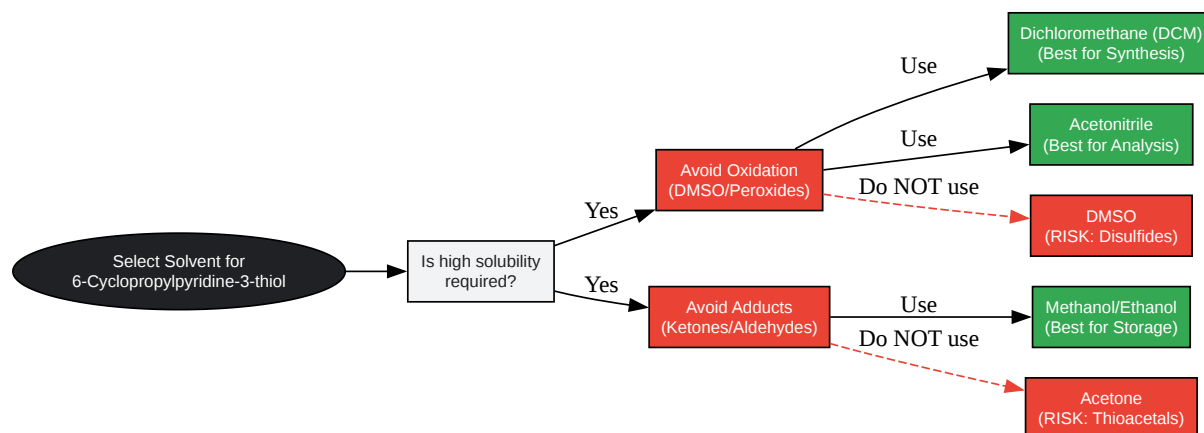 Select Solvent for
6-Cyclopropylpyridine-3-thiol
Is high solubility
required?
Yes
Yes
Avoid Oxidation
(DMSO/Peroxides)
Avoid Adducts
(Ketones/Aldehydes)
Use
Use
Do NOT use
Use
Do NOT use
Dichloromethane (DCM)
(Best for Synthesis)
Acetonitrile
(Best for Analysis)
DMSO
(RISK: Disulfides)
Methanol/Ethanol
(Best for Storage)
Acetone
(RISK: Thioacetals)